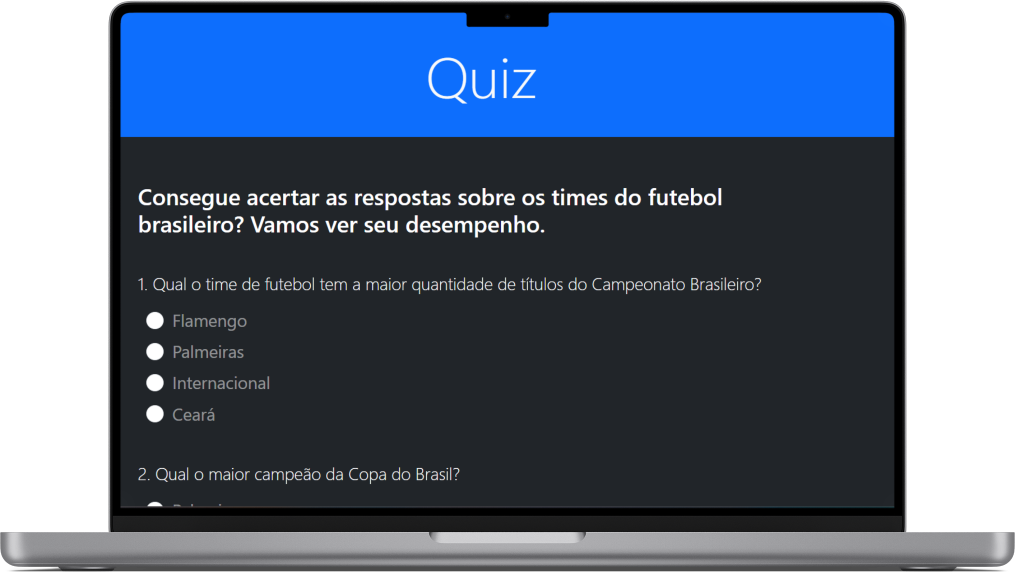 Quiz
Consegue acertar as respostas sobre os times do futebol
brasileiro? Vamos ver seu desempenho.
1. Qual o time de futebol tem a maior quantidade de títulos do Campeonato Brasileiro?
Flamengo
Palmeiras
Internacional
Ceará
2. Qual o maior campeão da Copa do Brasil?